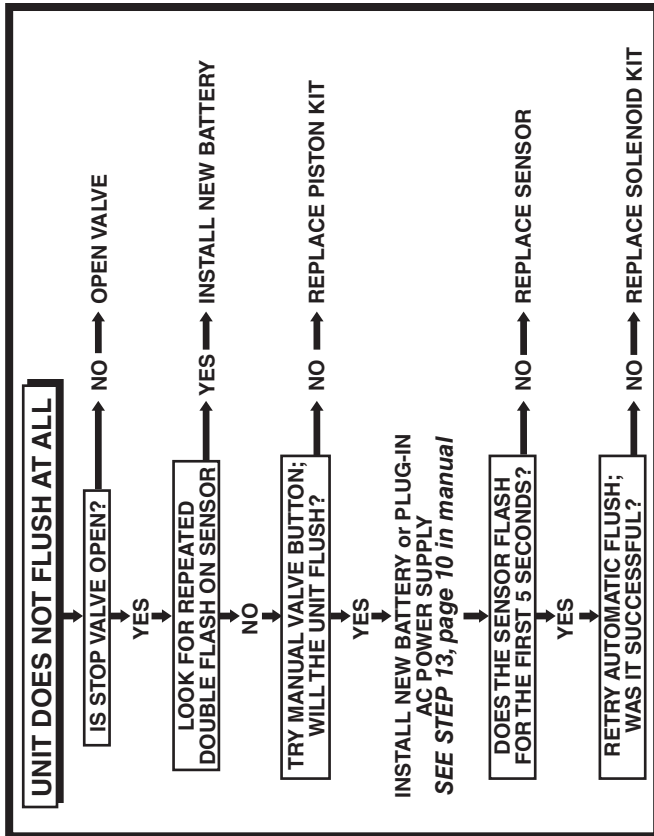 UNIT DOES NOT FLUSH AT ALL
IS STOP VALVE OPEN?
NO
OPEN VALVE
YES
LOOK FOR REPEATED
DOUBLE FLASH ON SENSOR
YES
INSTALL NEW BATTERY
NO
TRY MANUAL VALVE BUTTON;
WILL THE UNIT FLUSH?
NO
REPLACE PISTON KIT
YES
INSTALL NEW BATTERY or PLUG-IN
AC POWER SUPPLY
SEE STEP 13, page 10 in manual
DOES THE SENSOR FLASH
FOR THE FIRST 5 SECONDS?
NO
REPLACE SENSOR
YES
RETRY AUTOMATIC FLUSH;
WAS IT SUCCESSFUL?
NO
REPLACE SOLENOID KIT